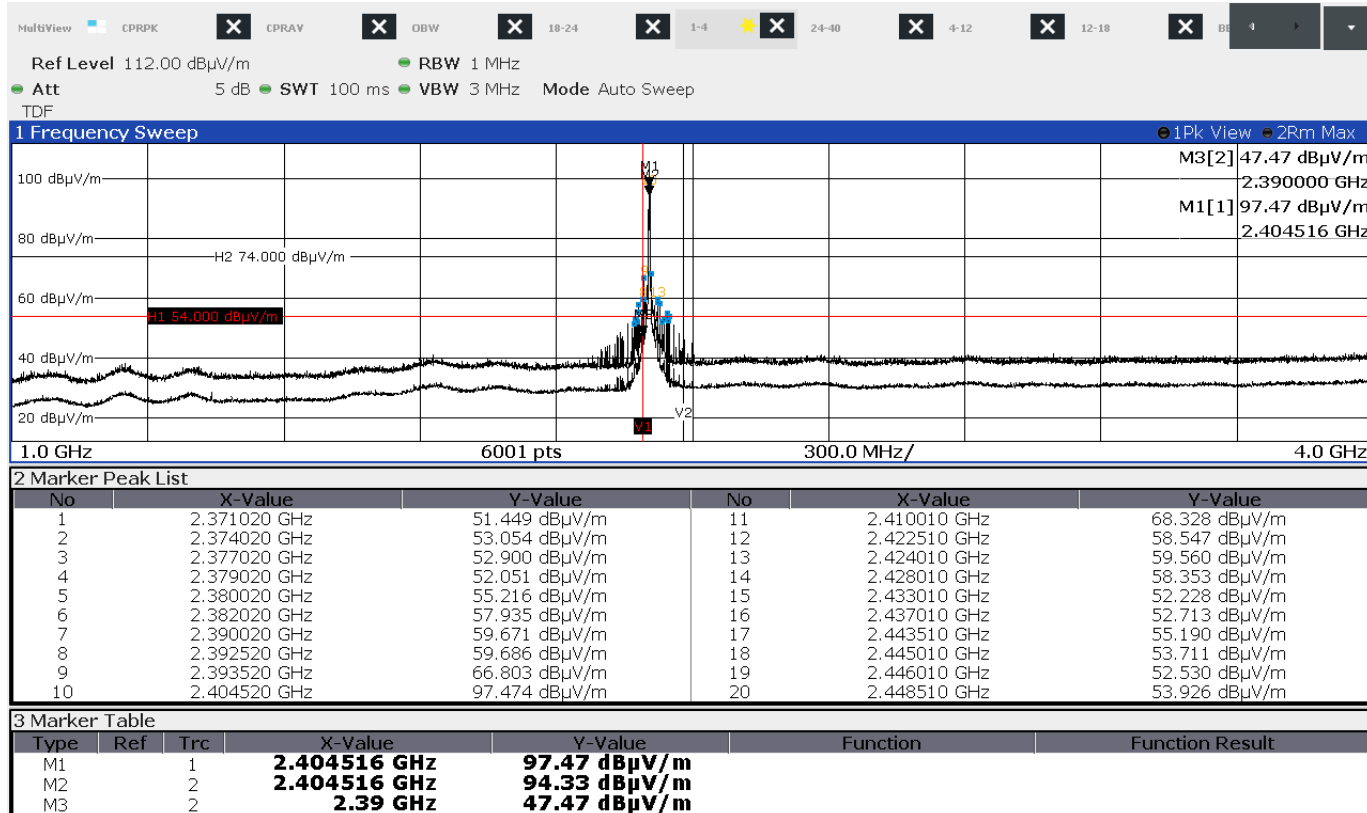 MultiView CPRPK CPRAV OBW 18-24 1-4 24-40 4-12 12-18
Ref Level 112.00 dBµV/m RBW 1 MHz
Att 5 dB SWT 100 ms VBW 3 MHz Mode Auto Sweep
TDF
1 Frequency Sweep 1Pk View 2Rm Max
M3[2] 47.47 dBµV/m
2.390000 GHz
M1[1] 97.47 dBµV/m
2.404516 GHz
M1
M2
100 dBµV/m
80 dBµV/m
H2 74.000 dBµV/m
60 dBµV/m
H1 54.000 dBµV/m
40 dBµV/m
20 dBµV/m
V1
V2
1.0 GHz 6001 pts 300.0 MHz/ 4.0 GHz
2 Marker Peak List
No X-Value Y-Value No X-Value Y-Value
1 2.371020 GHz 51.449 dBµV/m 11 2.410010 GHz 68.328 dBµV/m
2 2.374020 GHz 53.054 dBµV/m 12 2.422510 GHz 58.547 dBµV/m
3 2.377020 GHz 52.900 dBµV/m 13 2.424010 GHz 59.560 dBµV/m
4 2.379020 GHz 52.051 dBµV/m 14 2.428010 GHz 58.353 dBµV/m
5 2.380020 GHz 55.216 dBµV/m 15 2.433010 GHz 52.228 dBµV/m
6 2.382020 GHz 57.935 dBµV/m 16 2.437010 GHz 52.713 dBµV/m
7 2.390020 GHz 59.671 dBµV/m 17 2.443510 GHz 55.190 dBµV/m
8 2.392520 GHz 59.686 dBµV/m 18 2.445010 GHz 53.711 dBµV/m
9 2.393520 GHz 66.803 dBµV/m 19 2.446010 GHz 52.530 dBµV/m
10 2.404520 GHz 97.474 dBµV/m 20 2.448510 GHz 53.926 dBµV/m
3 Marker Table
Type Ref Trc X-Value Y-Value Function Function Result
M1 1 2.404516 GHz 97.47 dBµV/m
M2 2 2.404516 GHz 94.33 dBµV/m
M3 2 2.39 GHz 47.47 dBµV/m